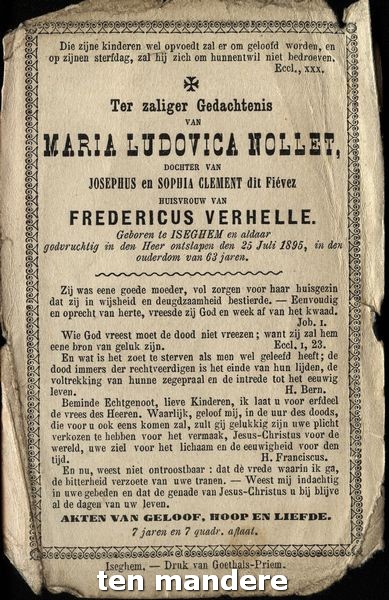 Die zijne kinderen wel opvoedt zal er om geloofd worden, en
op zijnen sterfdag, zal hij zich om hunnentwil niet bedroeven.
Eccl., xxx.
Ter zaliger Gedachtenis
VAN
MARIA LUDOVICA NOLLET,
DOCHTER VAN
JOSEPHUS en SOPHIA CLEMENT dit Fiévez
HUISVROUW VAN
FREDERICUS VERHELLE.
Geboren te ISEGHEM en aldaar
godvruchtig in den Heer ontslapen den 25 Juli 1895, in den
ouderdom van 63 jaren.
Zij was eene goede moeder, vol zorgen voor haar huisgezin
dat zij in wijsheid en deugdzaamheid bestierde. — Eenvoudig
en oprecht van herte, vreesde zij God en week af van het kwaad.
Job. 1.
Wie God vreest moet de dood niet vreezen; want zij zal hem
eene bron van geluk zijn. Eccl. 1, 23.
En wat is het zoet te sterven als men wel geleefd heeft; de
dood immers der rechtveerdigen is het einde van hun lijden, de
voltrekking van hunne zegepraal en de intrede tot het eeuwig
leven. H. Bern.
Beminde Echtgenoot, lieve Kinderen, ik laat u voor erfdeel
de vrees des Heeren. Waarlijk, geloof mij, in de uur des doods,
die voor u ook eens komen zal, zult gij gelukkig zijn uwe plicht
verkozen te hebben voor het vermaak, Jesus-Christus voor de
wereld, uwe ziel voor het lichaam en de eeuwigheid voor den
tijd. H. Franciscus.
En nu, weest niet ontroostbaar: dat dè vrede waarin ik ga,
de bitterheid verzoete van uwe tranen. — Weest mij indachtig
in uwe gebeden en dat de genade van Jesus-Christus u bij blijve
al de dagen van uw leven.
AKTEN VAN GELOOF, HOOP EN LIEFDE.
7 jaren en 7 quadr. aflaat.
Iseghem. — Druk van Goethals-Priem.
ten mandere